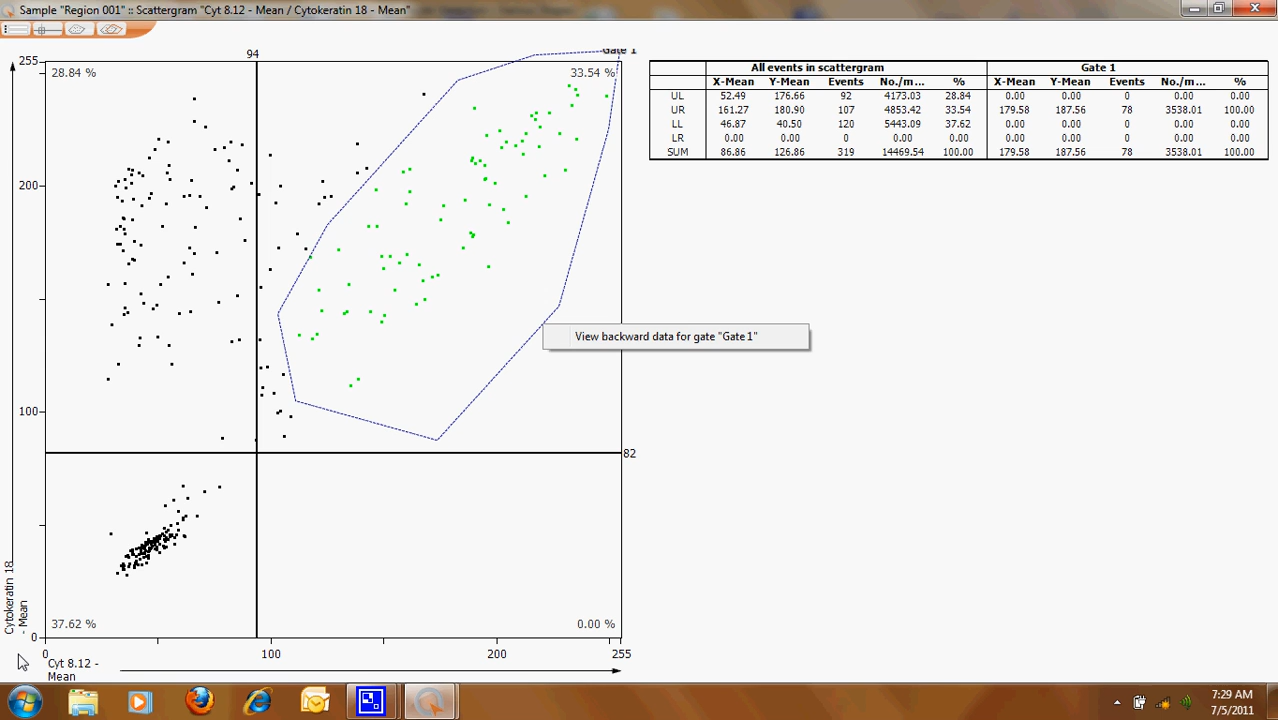 Sample "Region 001" :: Scattergram "Cyt 8.12 - Mean / Cytokeratin 18 - Mean"
94
Gate 1
255
28.84 %
33.54 %
200
100
82
37.62 %
0.00 %
0
0
100
200
255
Cytokeratin 18
- Mean
Cyt 8.12 -
Mean
View backward data for gate "Gate 1"
All events in scattergram Gate 1
X-Mean Y-Mean Events No./m... % X-Mean Y-Mean Events No./m... %
UL 52.49 176.66 92 4173.03 28.84 0.00 0.00 0 0.00 0.00
UR 161.27 180.90 107 4853.42 33.54 179.58 187.56 78 3538.01 100.00
LL 46.87 40.50 120 5443.09 37.62 0.00 0.00 0 0.00 0.00
LR 0.00 0.00 0 0.00 0.00 0.00 0.00 0 0.00 0.00
SUM 86.86 126.86 319 14469.54 100.00 179.58 187.56 78 3538.01 100.00
7:29 AM
7/5/2011